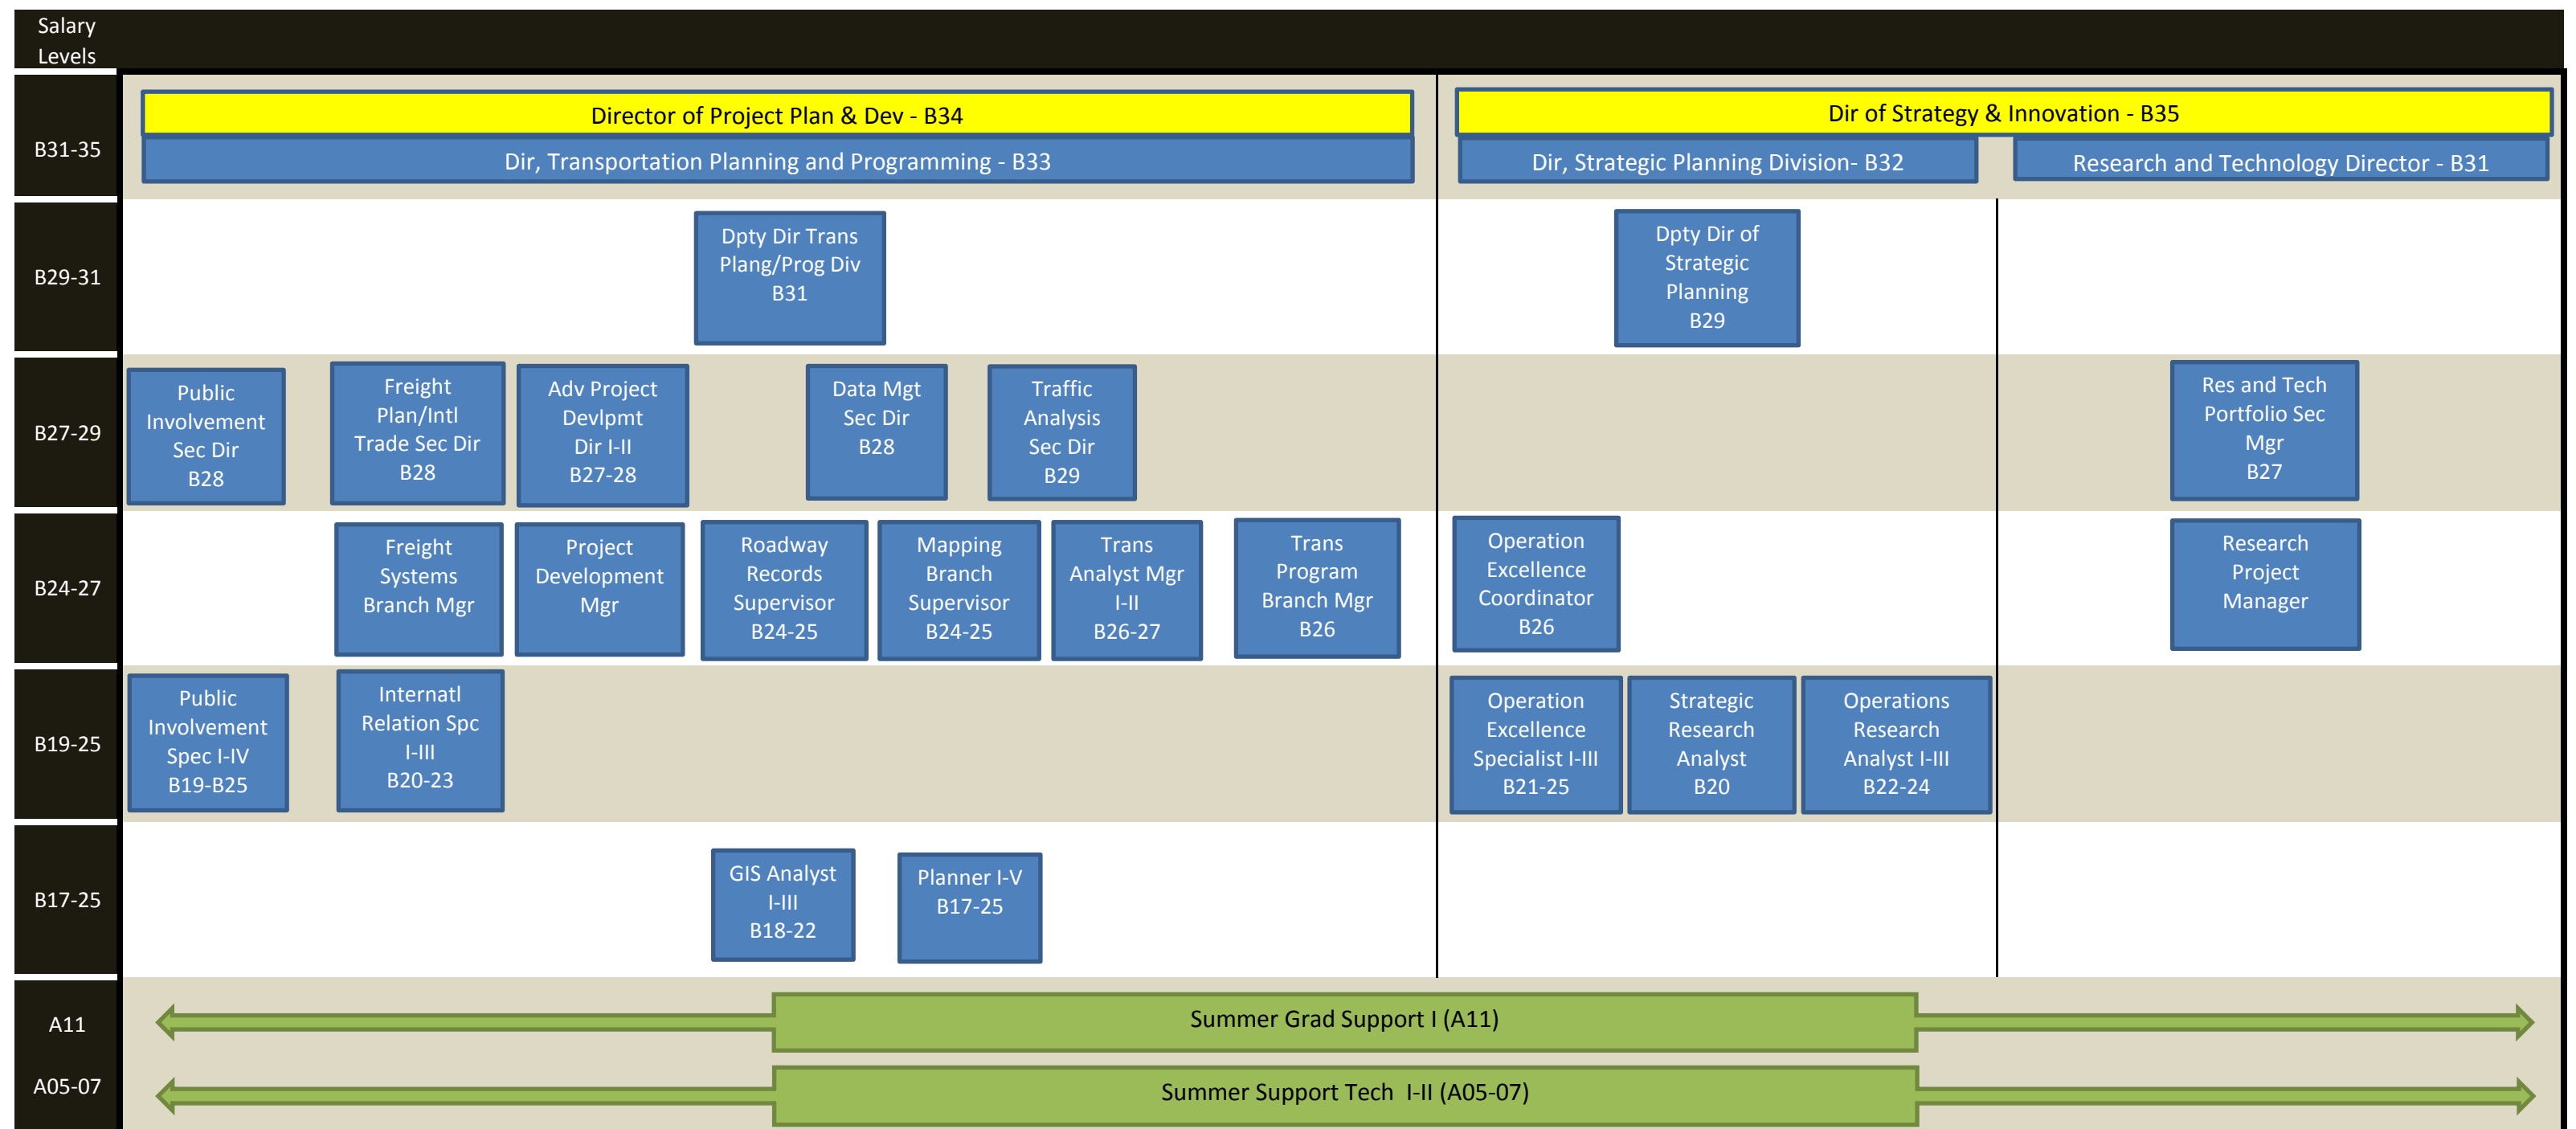 Salary
Levels
B31-35
Director of Project Plan & Dev - B34
Dir of Strategy & Innovation - B35
Dir, Transportation Planning and Programming - B33
Dir, Strategic Planning Division- B32
Research and Technology Director - B31
B29-31
Dpty Dir Trans
Plang/Prog Div
B31
Dpty Dir of
Strategic
Planning
B29
B27-29
Public
Involvement
Sec Dir
B28
Freight
Plan/Intl
Trade Sec Dir
B28
Adv Project
Devlpmt
Dir I-II
B27-28
Data Mgt
Sec Dir
B28
Traffic
Analysis
Sec Dir
B29
Res and Tech
Portfolio Sec
Mgr
B27
B24-27
Freight
Systems
Branch Mgr
Project
Development
Mgr
Roadway
Records
Supervisor
B24-25
Mapping
Branch
Supervisor
B24-25
Trans
Analyst Mgr
I-II
B26-27
Trans
Program
Branch Mgr
B26
Operation
Excellence
Coordinator
B26
Research
Project
Manager
B19-25
Public
Involvement
Spec I-IV
B19-B25
Internatl
Relation Spc
I-III
B20-23
Operation
Excellence
Specialist I-III
B21-25
Strategic
Research
Analyst
B20
Operations
Research
Analyst I-III
B22-24
B17-25
GIS Analyst
I-III
B18-22
Planner I-V
B17-25
A11
Summer Grad Support I (A11)
A05-07
Summer Support Tech  I-II (A05-07)